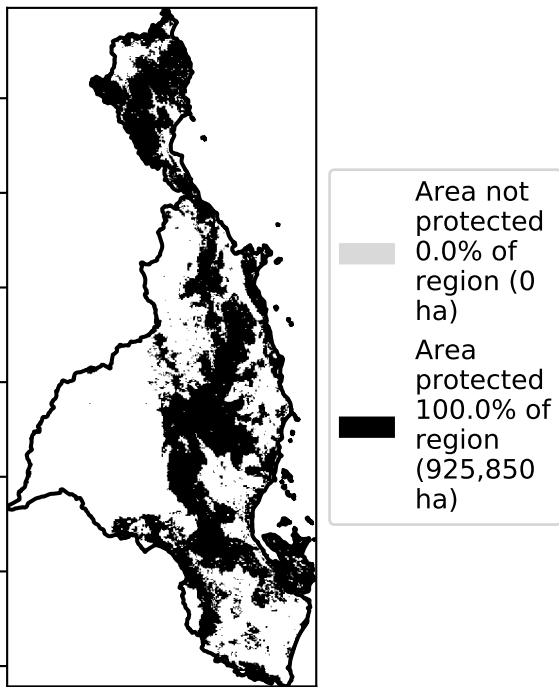 Area not
protected
0.0% of
region (0
ha)
Area
protected
100.0% of
region
(925,850
ha)